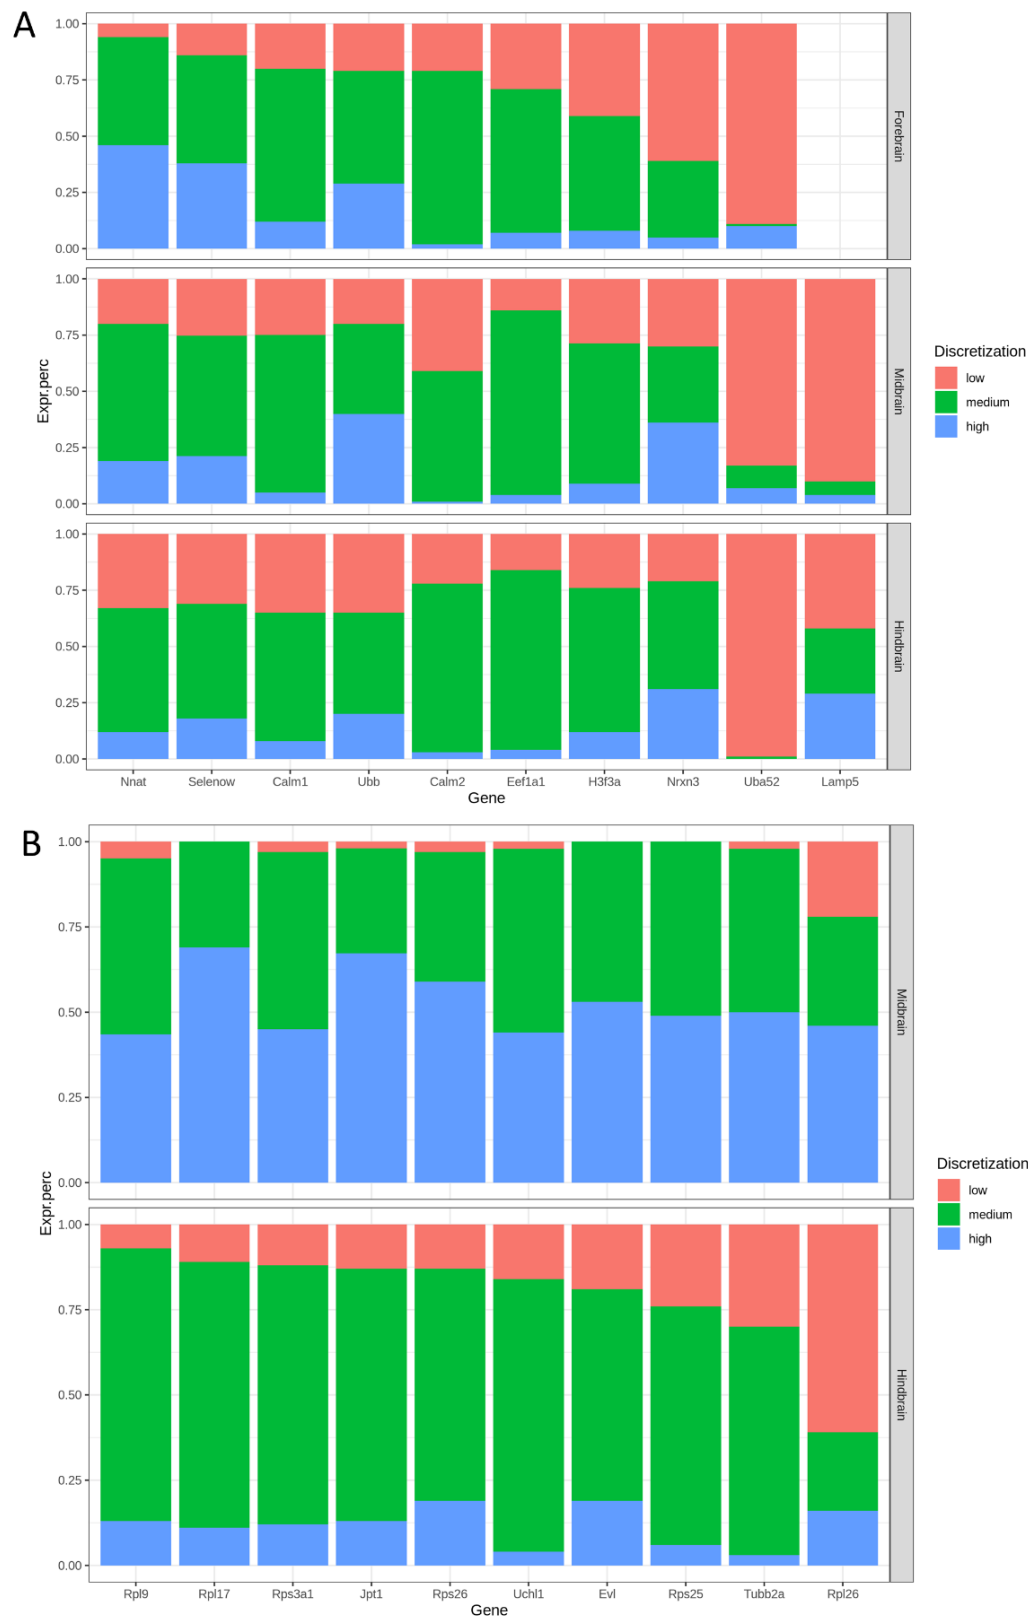 A
1.00
0.75
0.50
0.25
0.00
Forebrain
1.00
0.75
0.50
0.25
0.00
Midbrain
1.00
0.75
0.50
0.25
0.00
Hindbrain
Expr.perc
Nnat Selenow Calm1 Ubb Calm2 Eef1a1 H3f3a Nrxn3 Uba52 Lamp5
Gene
Discretization
low
medium
high
B
1.00
0.75
0.50
0.25
0.00
Midbrain
1.00
0.75
0.50
0.25
0.00
Hindbrain
Expr.perc
Rpl9 Rpl17 Rps3a1 Jpt1 Rps26 Uchl1 Evl Rps25 Tubb2a Rpl26
Gene
Discretization
low
medium
high